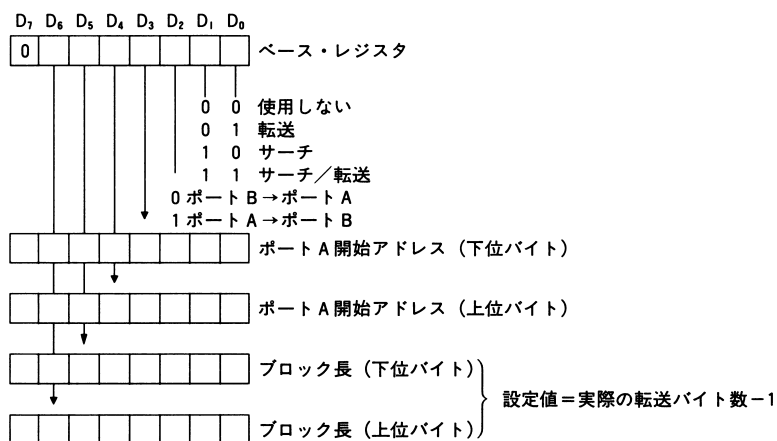 D₇ D₆ D₅ D₄ D₃ D₂ D₁ D₀
0 ベース・レジスタ
0 0 使用しない
0 1 転送
1 0 サーチ
1 1 サーチ／転送
0 ポートB→ポートA
1 ポートA→ポートB
ポートA開始アドレス（下位バイト）
ポートA開始アドレス（上位バイト）
ブロック長（下位バイト）
設定値＝実際の転送バイト数－1
ブロック長（上位バイト）